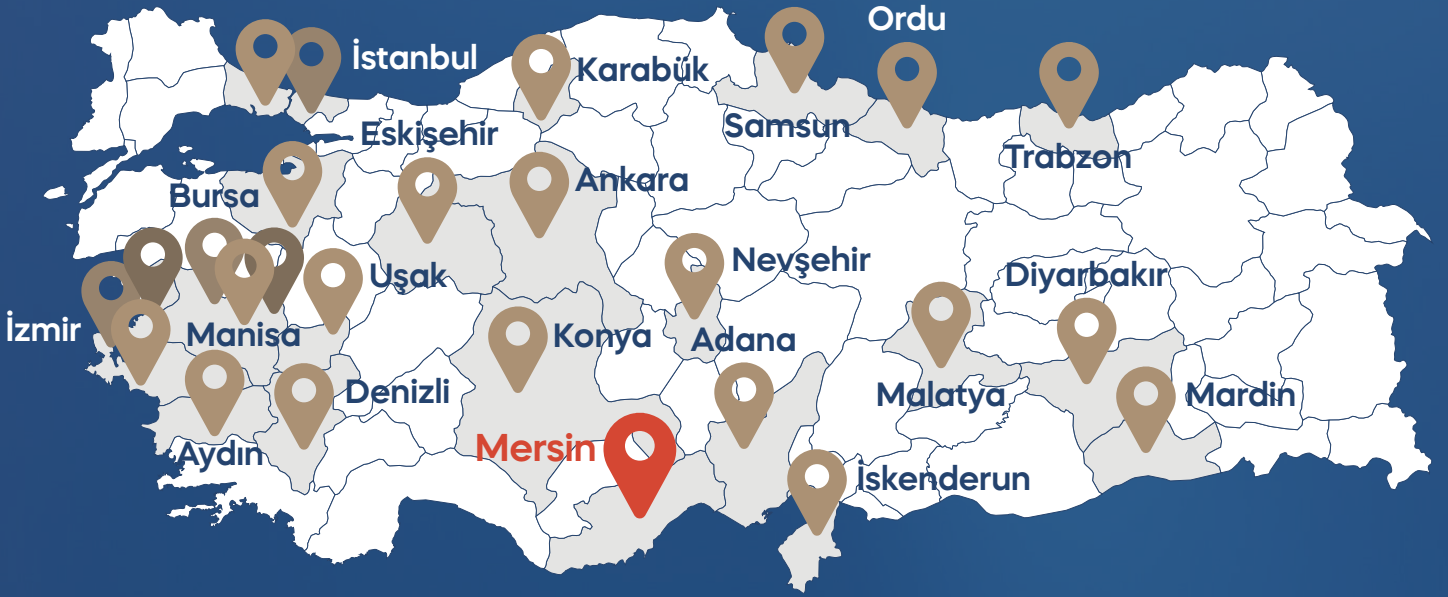 Ordu
İstanbul
Karabük
Samsun
Eskişehir
Trabzon
Ankara
Bursa
Nevşehir
Diyarbakır
Uşak
İzmir
Manisa
Konya
Adana
Denizli
Malatya
Mardin
Mersin
Aydın
İskenderun